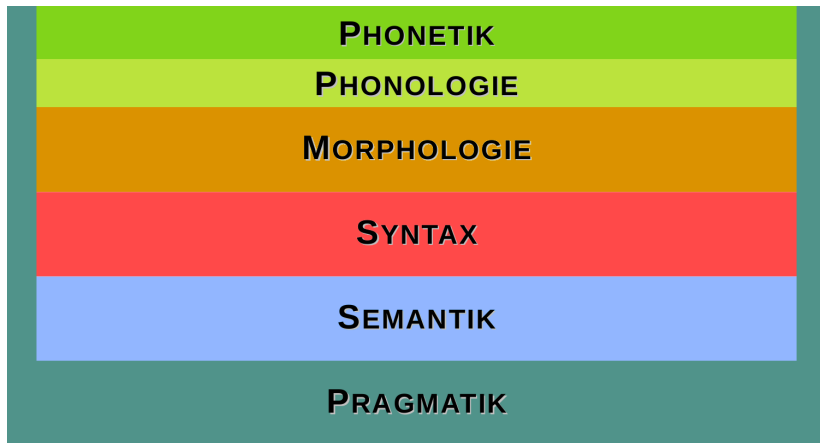 PHONETIK
PHONOLOGIE
MORPHOLOGIE
SYNTAX
SEMANTIK
PRAGMATIK